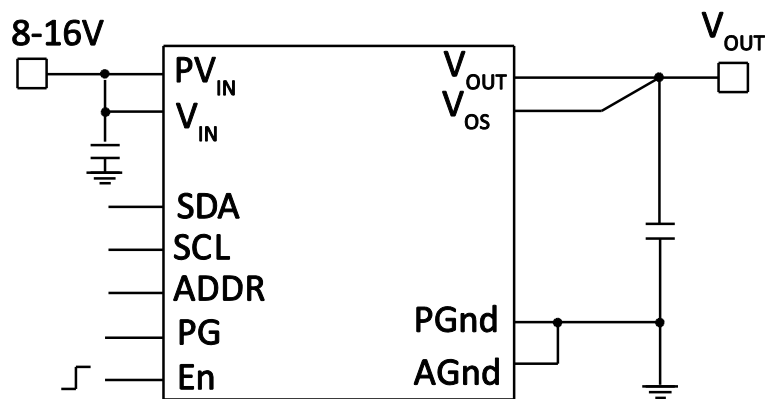 8-16V
PVIN
VIN
SDA
SCL
ADDR
PG
En
VOUT
VOS
PGnd
AGnd
VOUT